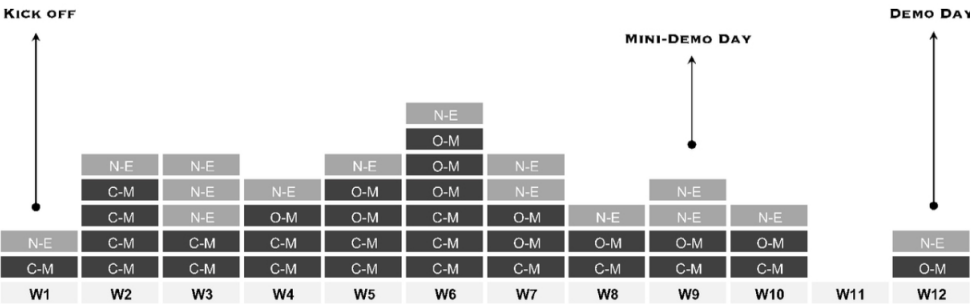 KICK OFF DEMO DAY
MINI-DEMO DAY
N-E
O-M
N-E N-E N-E O-M N-E
C-M N-E N-E O-M O-M N-E N-E
C-M N-E O-M O-M C-M O-M N-E N-E N-E
N-E C-M C-M C-M C-M C-M O-M O-M O-M O-M N-E
C-M C-M C-M C-M C-M C-M C-M C-M C-M C-M O-M
W1 W2 W3 W4 W5 W6 W7 W8 W9 W10 W11 W12